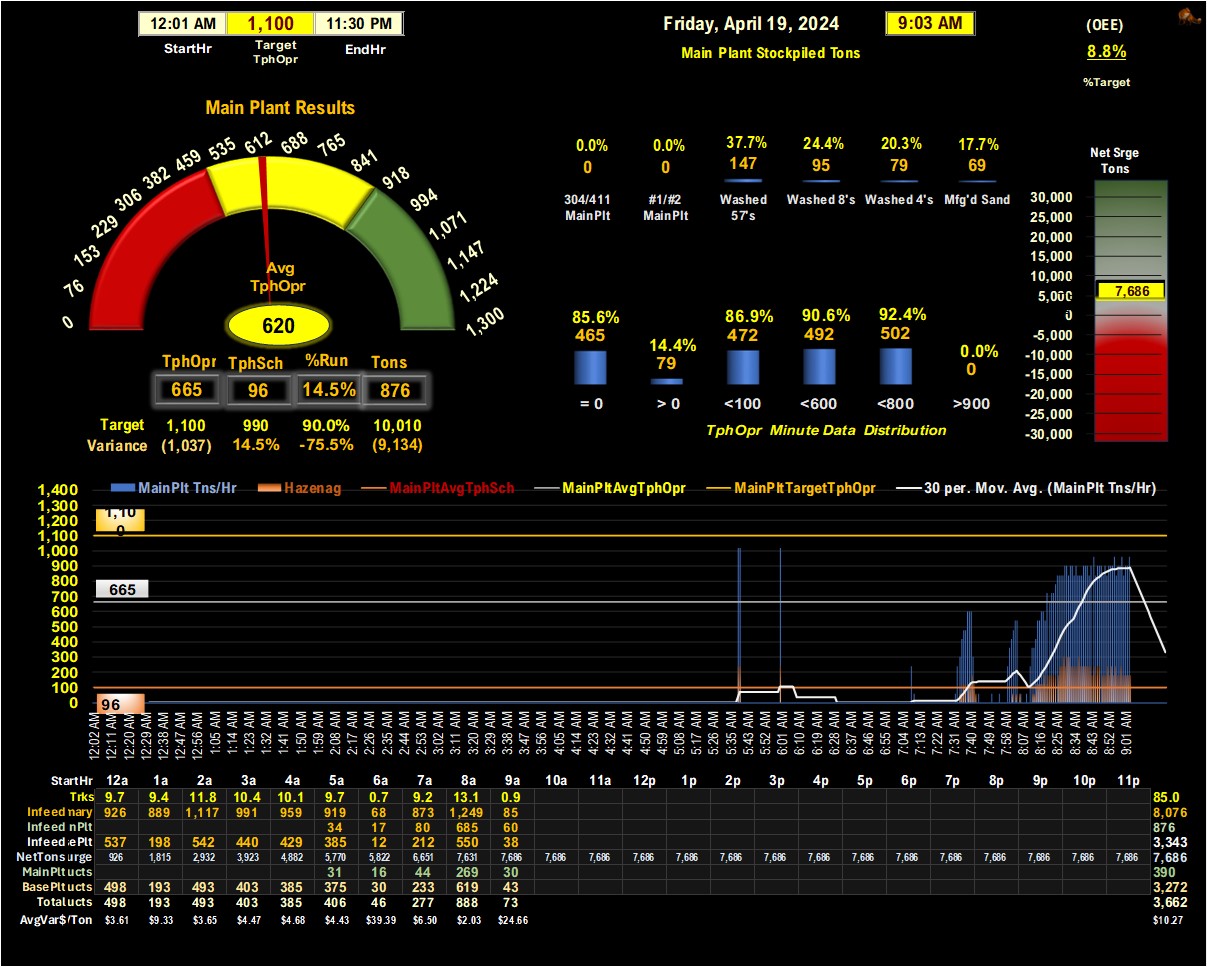 12:01 AM 1,100 11:30 PM
StartHr Target TphOpr EndHr
Friday, April 19, 2024 9:03 AM
Main Plant Stockpiled Tons
(OEE)
8.8%
%Target
Main Plant Results
0 76 153 229 306 382 459 535 612 688 765 841 918 994 1,071 1,147 1,224 1,300
Avg
TphOpr
620
TphOpr TphSch %Run Tons
665 96 14.5% 876
Target 1,100 990 90.0% 10,010
Variance (1,037) 14.5% -75.5% (9,134)
0.0% 0.0% 37.7% 24.4% 20.3% 17.7%
0 0 147 95 79 69
304/411 #1/#2 Washed Washed 8's Washed 4's Mfg'd Sand
MainPlt MainPlt 57's
85.6% 14.4% 86.9% 90.6% 92.4% 0.0%
465 79 472 492 502 0
= 0 > 0 <100 <600 <800 >900
TphOpr Minute Data Distribution
Net Srge
Tons
30,000
25,000
20,000
15,000
10,000
5,000
0
-5,000
-10,000
-15,000
-20,000
-25,000
-30,000
7,686
MainPlt Tns/Hr Hazenag MainPltAvgTphSch MainPltAvgTphOpr MainPltTargetTphOpr 30 per. Mov. Avg. (MainPlt Tns/Hr)
1,400
1,300
1,200
1,100
1,000
900
800
700
600
500
400
300
200
100
0
1,100
665
96
12:02 AM 12:11 AM 12:20 AM 12:29 AM 12:38 AM 12:47 AM 12:56 AM 1:05 AM 1:14 AM 1:23 AM 1:32 AM 1:41 AM 1:50 AM 1:59 AM 2:08 AM 2:17 AM 2:26 AM 2:35 AM 2:44 AM 2:53 AM 3:02 AM 3:11 AM 3:20 AM 3:29 AM 3:38 AM 3:47 AM 3:56 AM 4:05 AM 4:14 AM 4:23 AM 4:32 AM 4:41 AM 4:50 AM 4:59 AM 5:08 AM 5:17 AM 5:26 AM 5:35 AM 5:43 AM 5:52 AM 6:01 AM 6:10 AM 6:19 AM 6:28 AM 6:37 AM 6:46 AM 6:55 AM 7:04 AM 7:13 AM 7:22 AM 7:31 AM 7:40 AM 7:49 AM 7:58 AM 8:07 AM 8:16 AM 8:25 AM 8:34 AM 8:43 AM 8:52 AM 9:01 AM
StartHr 12a 1a 2a 3a 4a 5a 6a 7a 8a 9a 10a 11a 12p 1p 2p 3p 4p 5p 6p 7p 8p 9p 10p 11p
Trks 9.7 9.4 11.8 10.4 10.1 9.7 0.7 9.2 13.1 0.9 85.0
Infeed mary 926 889 1,117 991 959 919 68 873 1,249 85 8,076
Infeed nPlt 34 17 80 685 60 876
Infeed ePlt 537 198 542 440 429 385 12 212 550 38 3,343
NetTons urge 926 1,815 2,932 3,923 4,882 5,770 5,822 6,651 7,631 7,686 7,686 7,686 7,686 7,686 7,686 7,686 7,686 7,686 7,686 7,686 7,686 7,686 7,686 7,686 7,686
MainPlt ucts 31 16 44 269 30 390
BasePlt ucts 498 193 493 403 385 375 30 233 619 43 3,272
Total ucts 498 193 493 403 385 406 46 277 888 73 3,662
AvgVar$/Ton $3.61 $9.33 $3.65 $4.47 $4.68 $4.43 $39.39 $6.50 $2.03 $24.66 $10.27